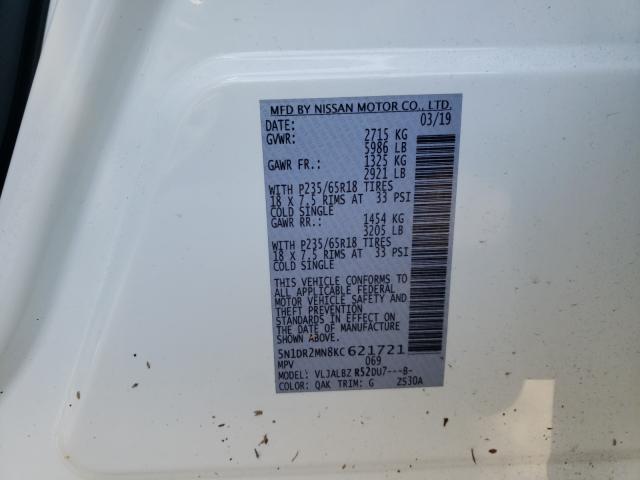 MFD BY NISSAN MOTOR CO., LTD.
DATE: 03/19
GVWR: 2715 KG
5986 LB
GAWR FR.: 1325 KG
2921 LB
WITH P235/65R18 TIRES
18 X 7.5 RIMS AT 33 PSI
COLD SINGLE
GAWR RR.: 1454 KG
3205 LB
WITH P235/65R18 TIRES
18 X 7.5 RIMS AT 33 PSI
COLD SINGLE
THIS VEHICLE CONFORMS TO
ALL APPLICABLE FEDERAL
MOTOR VEHICLE SAFETY AND
THEFT PREVENTION
STANDARDS IN EFFECT ON
THE DATE OF MANUFACTURE
SHOWN ABOVE.
5N1DR2MN8KC621721
MPV 069
MODEL: VLJALBZ R52DU7---B-
COLOR: QAK TRIM: G ZS30A